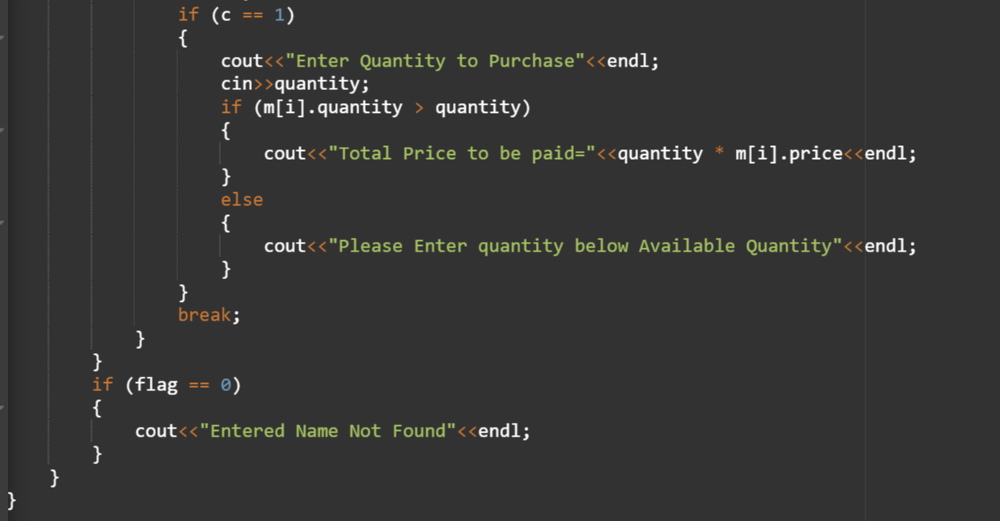 if (c == 1)
{
cout<<"Enter Quantity to Purchase"<<endl;
cin>>quantity;
if (m[i].quantity > quantity)
{
cout<<"Total Price to be paid="<<quantity * m[i].price<<endl;
}
else
{
cout<<"Please Enter quantity below Available Quantity"<<endl;
}
}
break;
}
}
if (flag == 0)
{
cout<<"Entered Name Not Found"<<endl;
}
}
}